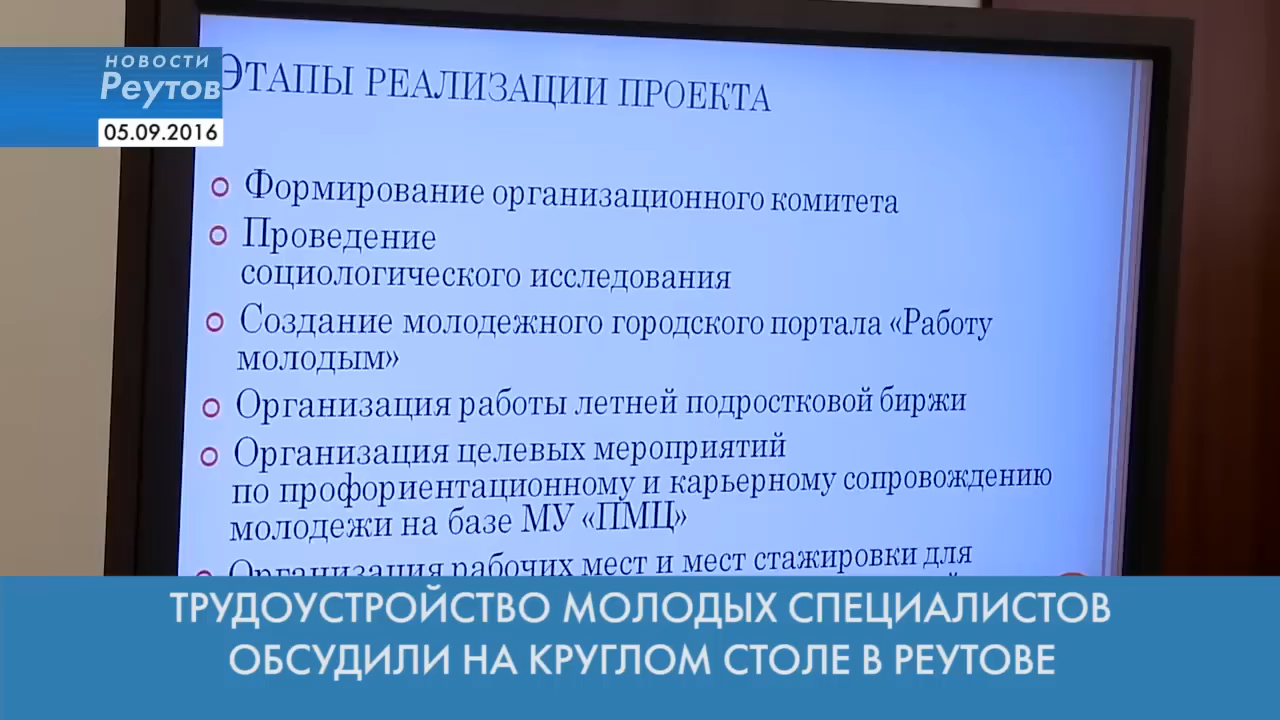 НОВОСТИ
Реутов
05.09.2016
ЭТАПЫ РЕАЛИЗАЦИИ ПРОЕКТА
Формирование организационного комитета
Проведение
социологического исследования
Создание молодежного городского портала «Работу
молодым»
Организация работы летней подростковой биржи
Организация целевых мероприятий
по профориентационному и карьерному сопровождению
молодежи на базе МУ «ПМЦ»
Организация рабочих мест и мест стажировки для
ТРУДОУСТРОЙСТВО МОЛОДЫХ СПЕЦИАЛИСТОВ
ОБСУДИЛИ НА КРУГЛОМ СТОЛЕ В РЕУТОВЕ